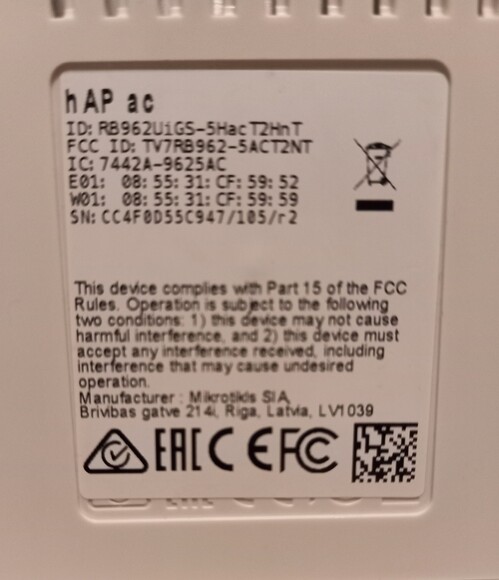 hAP ac
ID: RB962UiGS-5HacT2HnT
FCC ID: TV7RB962-5ACT2NT
IC: 7442A-9625AC
E01: 08:55:31:CF:59:52
W01: 08:55:31:CF:59:59
SN: CC4F0D55C947/105/r2
This device complies with Part 15 of the FCC
Rules. Operation is subject to the following
two conditions: 1) this device may not cause
harmful interference, and 2) this device must
accept any interference received, including
interference that may cause undesired
operation.
Manufacturer : Mikrotikls SIA,
Brivibas gatve 214i, Riga, Latvia, LV1039
EAC CE FC